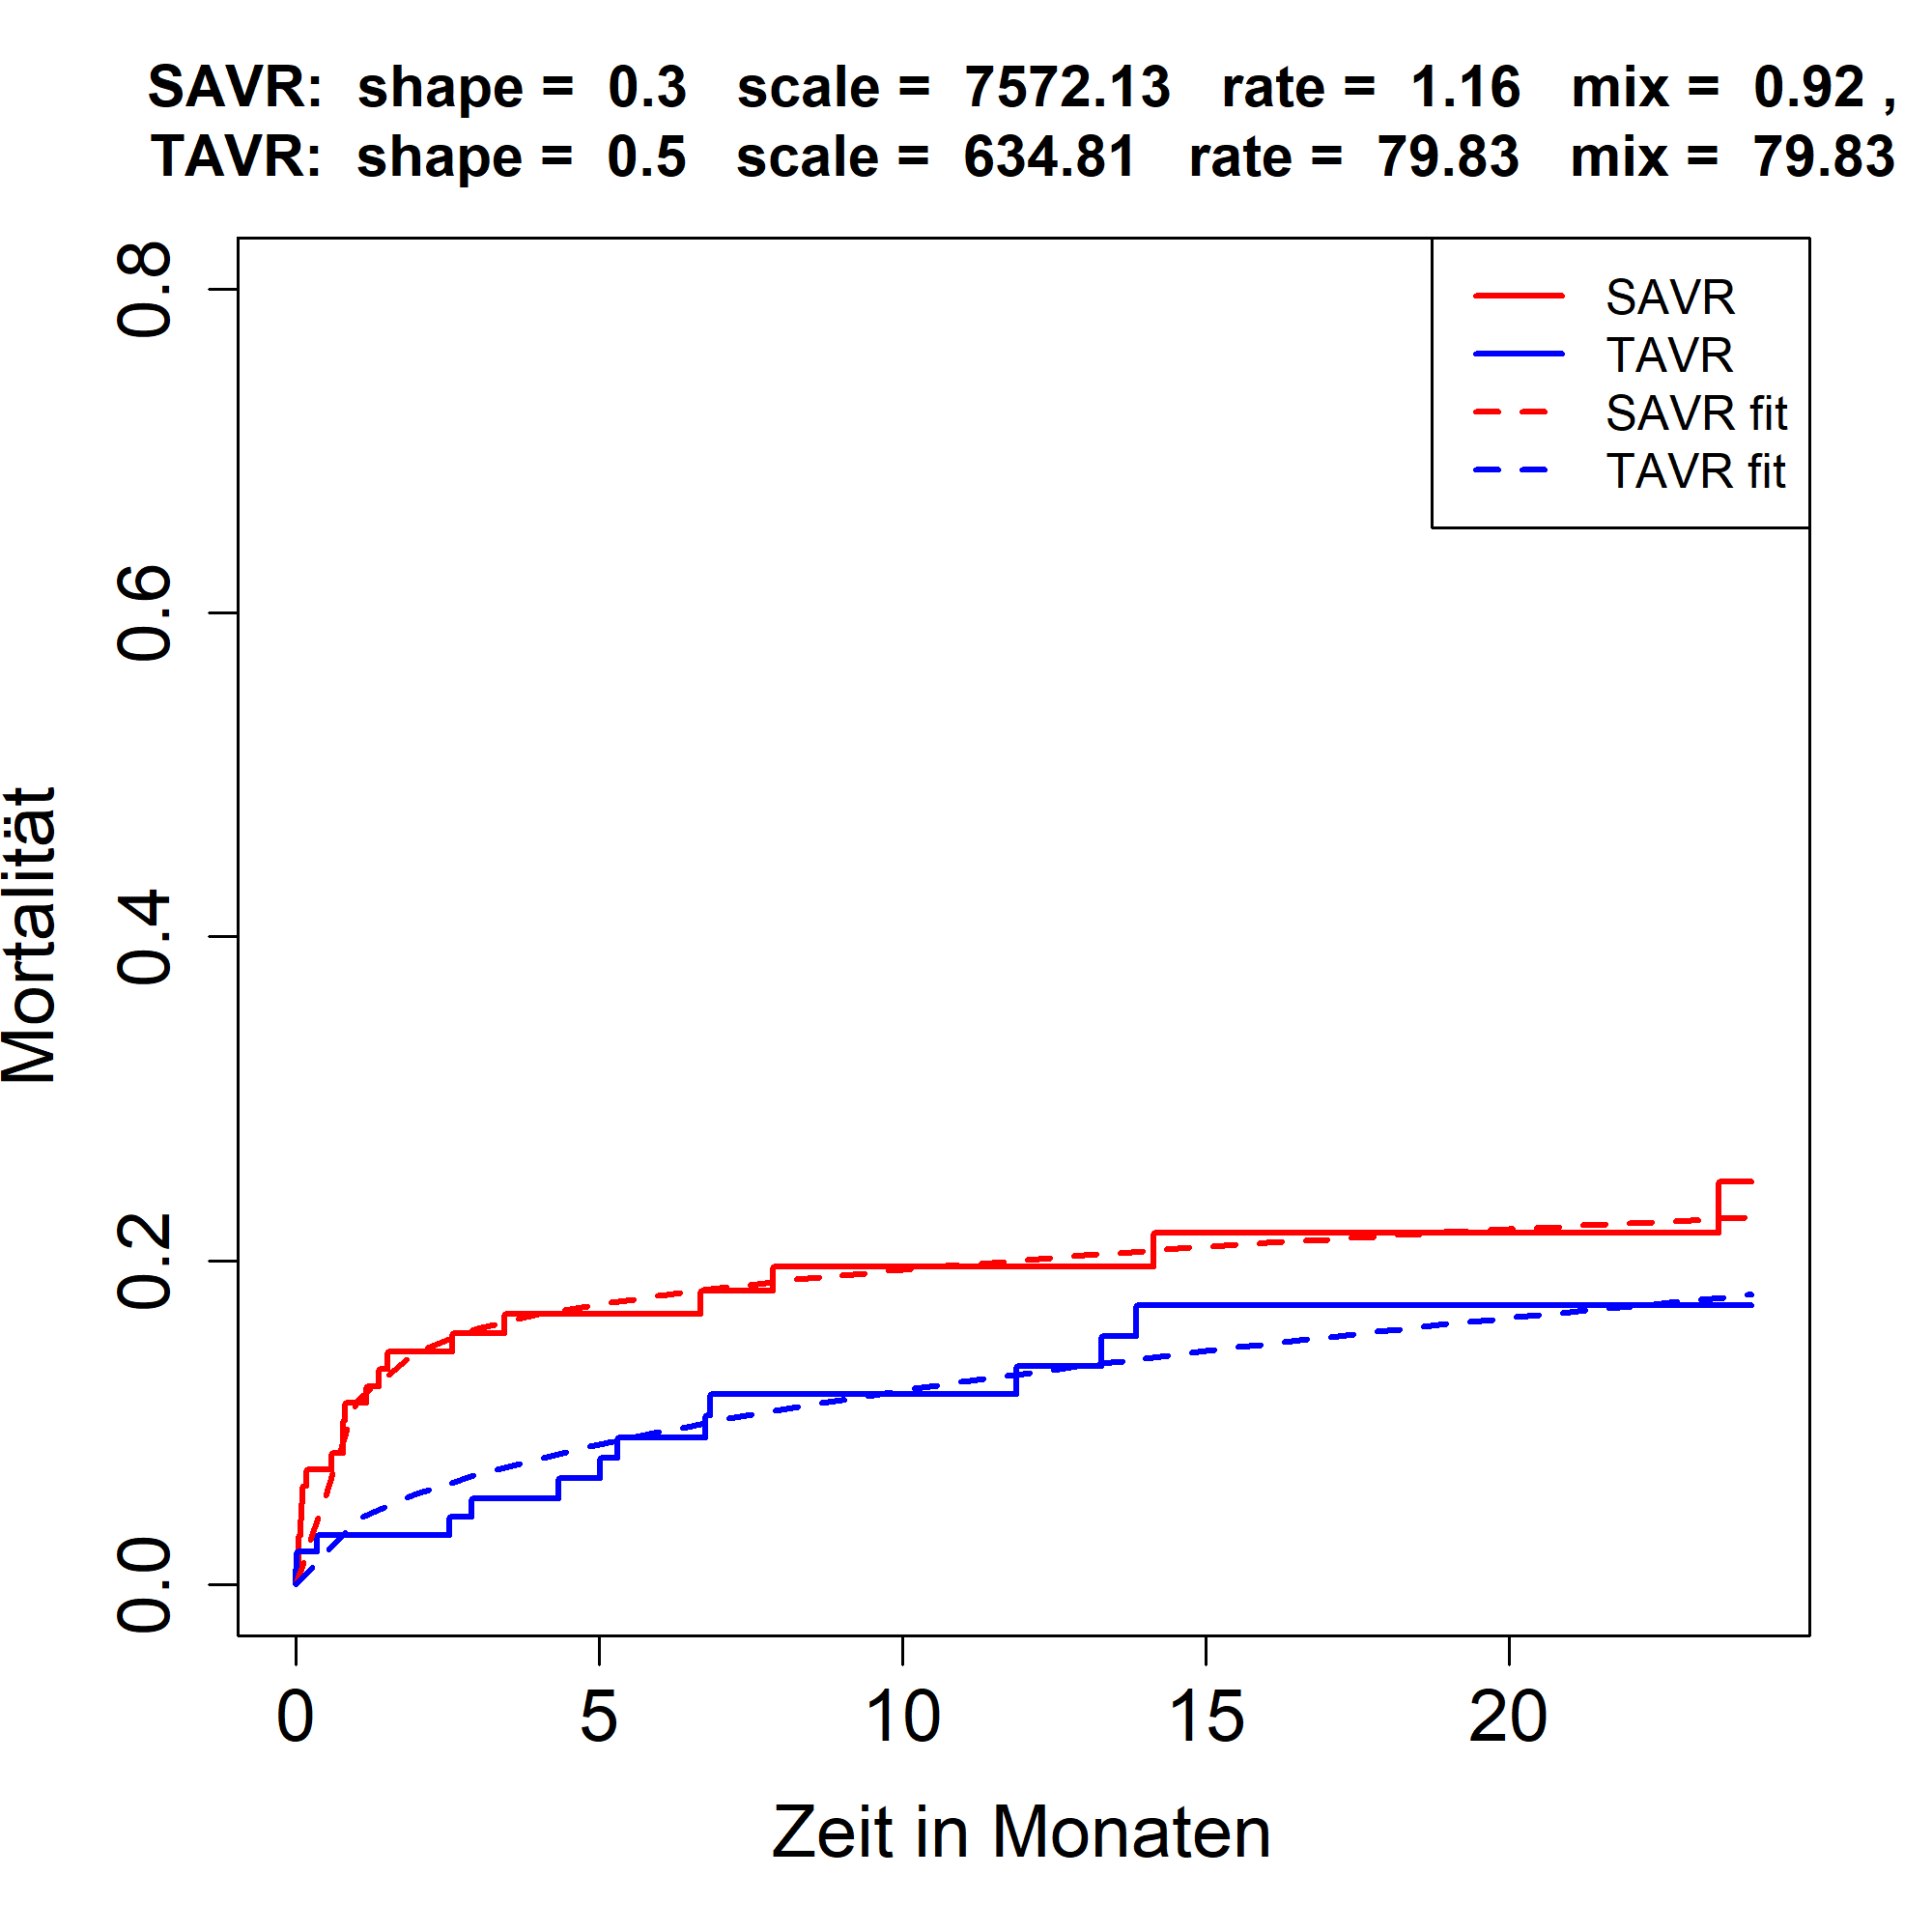 SAVR: shape = 0.3 scale = 7572.13 rate = 1.16 mix = 0.92 ,
TAVR: shape = 0.5 scale = 634.81 rate = 79.83 mix = 79.83
SAVR
TAVR
SAVR fit
TAVR fit
Mortalität
0.8
0.6
0.4
0.2
0.0
0 5 10 15 20
Zeit in Monaten